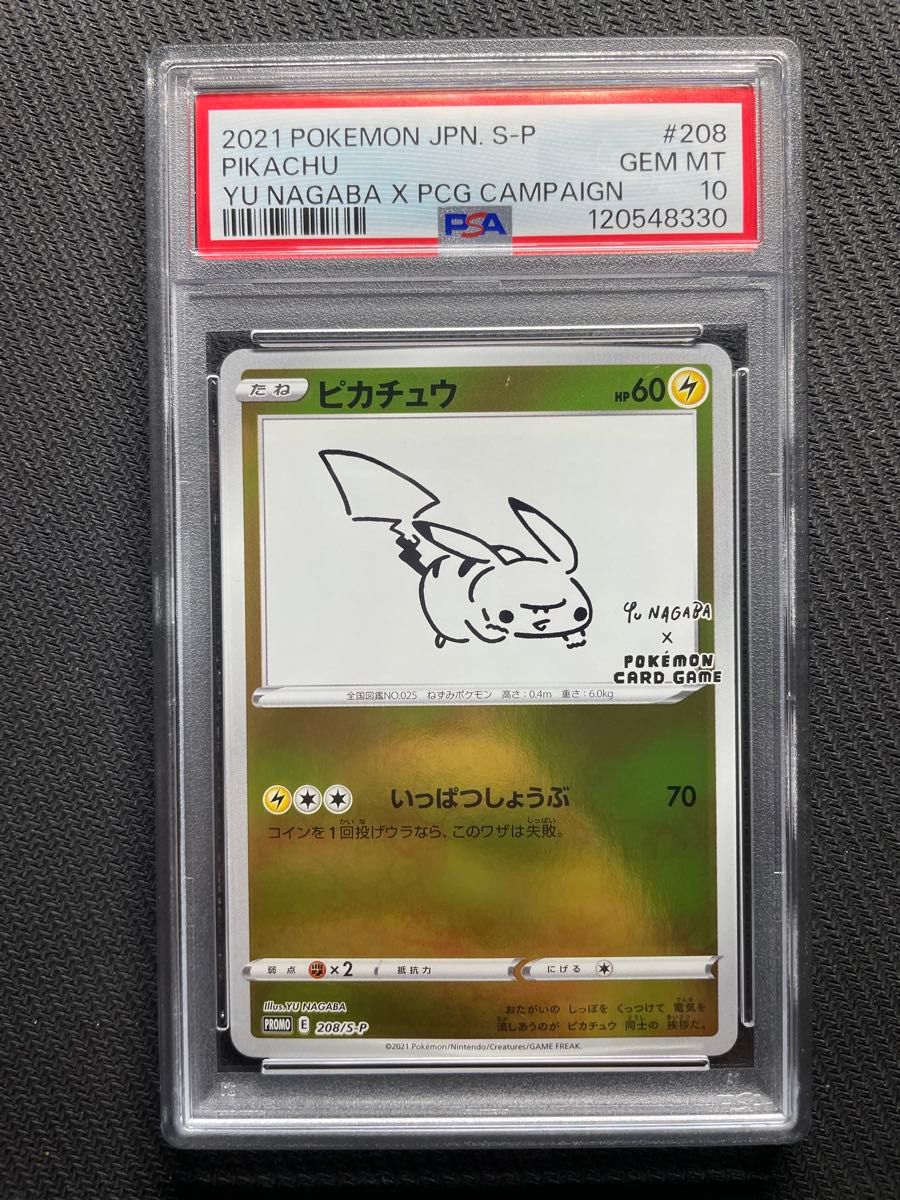 2021 POKEMON JPN. S-P #208
PIKACHU GEM MT
YU NAGABA X PCG CAMPAIGN 10
PSA 120548330
たね ピカチュウ HP60
YU NAGABA
×
POKÉMON
CARD GAME
全国図鑑NO.025 ねずみポケモン 高さ:0.4m 重さ:6.0kg
いっぱつしょうぶ 70
コインを1回投げウラなら、このワザは失敗。
弱点 ×2 抵抗力 にげる
Illus.YU NAGABA
PROMO E 208/S-P
おたがいの しっぽを くっつけて 電気を
流しあうのが ピカチュウ 同士の 挨拶だ。
©2021 Pokémon/Nintendo/Creatures/GAME FREAK.